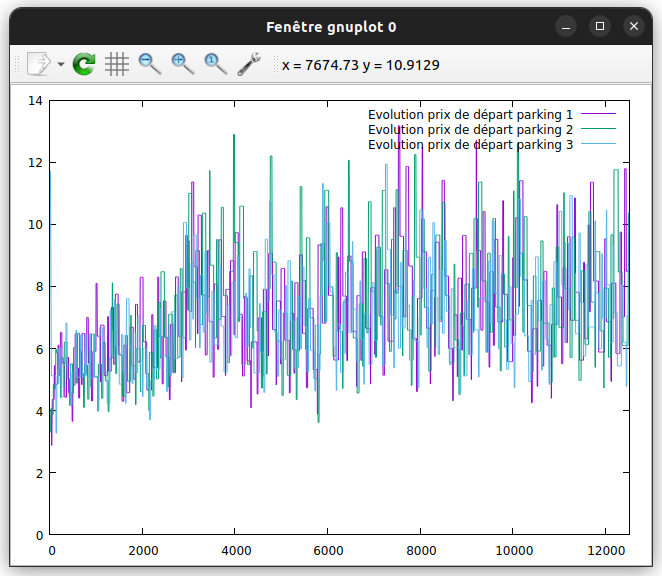 Fenêtre gnuplot 0
x = 7674.73 y = 10.9129
14
Evolution prix de départ parking 1
Evolution prix de départ parking 2
Evolution prix de départ parking 3
12
10
8
6
4
2
0
0 2000 4000 6000 8000 10000 12000